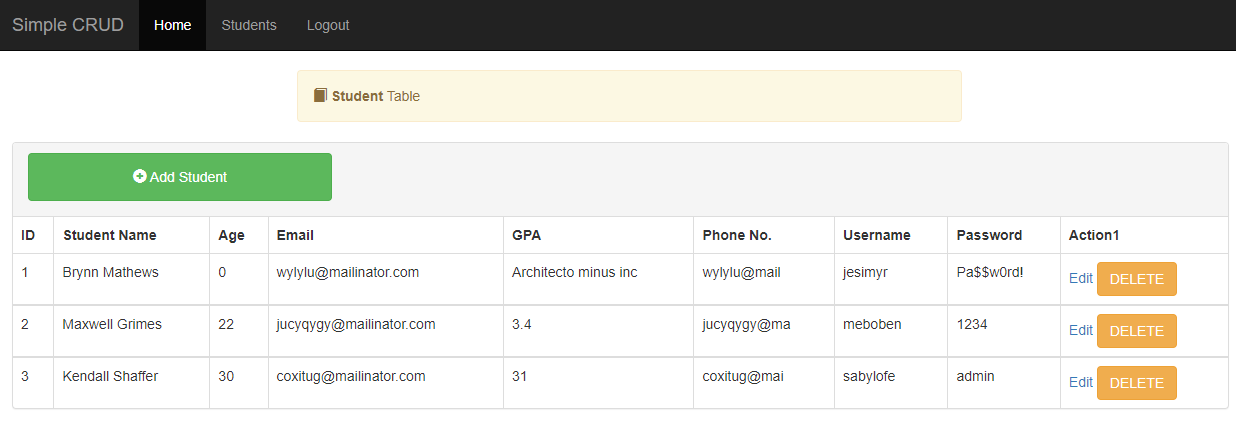 Simple CRUD Home Students Logout
Student Table
Add Student
ID Student Name Age Email GPA Phone No. Username Password Action1
1 Brynn Mathews 0 wylylu@mailinator.com Architecto minus inc wylylu@mail jesimyr Pa$$w0rd! Edit DELETE
2 Maxwell Grimes 22 jucyqygy@mailinator.com 3.4 jucyqygy@ma meboben 1234 Edit DELETE
3 Kendall Shaffer 30 coxitug@mailinator.com 31 coxitug@mai sabylofe admin Edit DELETE